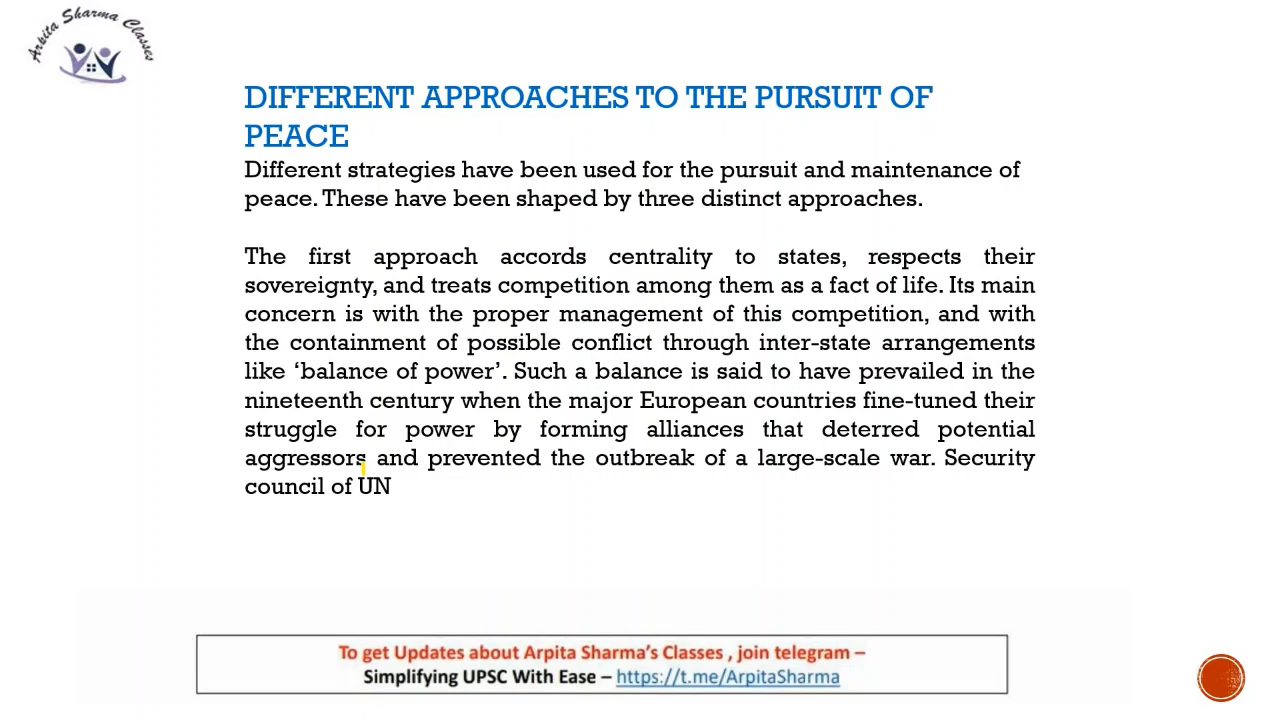 Arpita Sharma Classes
DIFFERENT APPROACHES TO THE PURSUIT OF
PEACE
Different strategies have been used for the pursuit and maintenance of
peace. These have been shaped by three distinct approaches.
The first approach accords centrality to states, respects their
sovereignty, and treats competition among them as a fact of life. Its main
concern is with the proper management of this competition, and with
the containment of possible conflict through inter-state arrangements
like ‘balance of power’. Such a balance is said to have prevailed in the
nineteenth century when the major European countries fine-tuned their
struggle for power by forming alliances that deterred potential
aggressors and prevented the outbreak of a large-scale war. Security
council of UN
To get Updates about Arpita Sharma’s Classes , join telegram –
Simplifying UPSC With Ease – https://t.me/ArpitaSharma